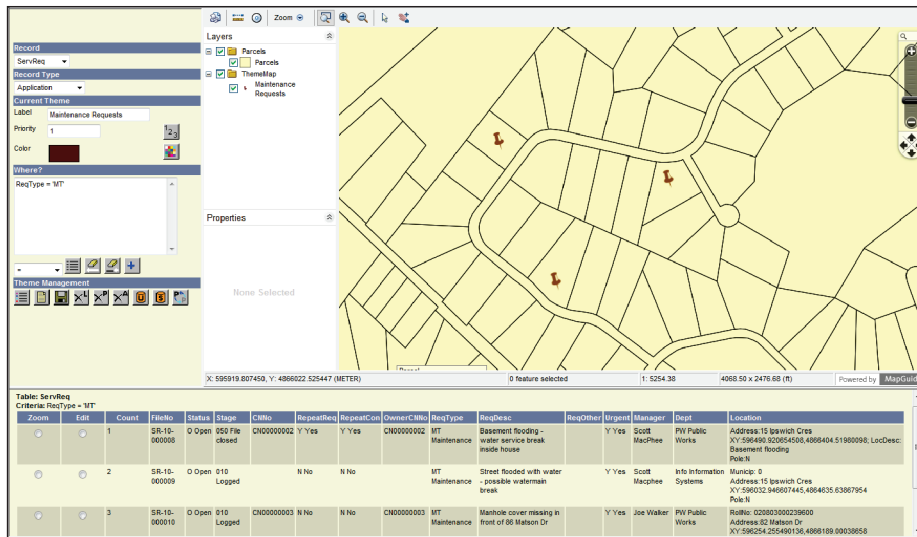 Zoom
Record
ServReq
Record Type
Application
Current Theme
Label Maintenance Requests
Priority 1
Color
Where?
ReqType = 'MT'
=
Theme Management
Layers
Parcels
Parcels
ThemeMap
Maintenance
Requests
Properties
None Selected
X: 595919.807450, Y: 4866022.525447 (METER)
0 feature selected
1: 5254.38
4068.50 x 2476.68 (ft)
Powered by MapGuid
Table: ServReq
Criteria: ReqType = 'MT'
Zoom Edit Count FileNo Status Stage CNNo RepeatReq RepeatCon OwnerCNNo ReqType ReqDesc ReqOther Urgent Manager Dept Location
1 SR-10-000008 O Open 050 File closed CN00000002 Y Yes Y Yes CN00000002 MT Maintenance Basement flooding - water service break inside house Y Yes Scott MacPhee PW Public Works Address:15 Ipswich Cres
XY:596490.920654508,4866404.51980098; LocDesc:
Basement flooding
Pole:N
2 SR-10-000009 O Open 010 Logged N No N No MT Maintenance Street flooded with water - possible watermain break Y Yes Scott Macphee Info Information Systems Municip: 0
Address:15 Ipswich Cres
XY:596032.946607445,4864635.63867954
Pole:N
3 SR-10-000010 O Open 010 Logged CN00000003 N No N No CN00000003 MT Maintenance Manhole cover missing in front of 86 Matson Dr Y Yes Joe Walker PW Public Works RollNo: 020803000239600
Address:82 Matson Dr
XY:596254.255490136,4866189.00038658